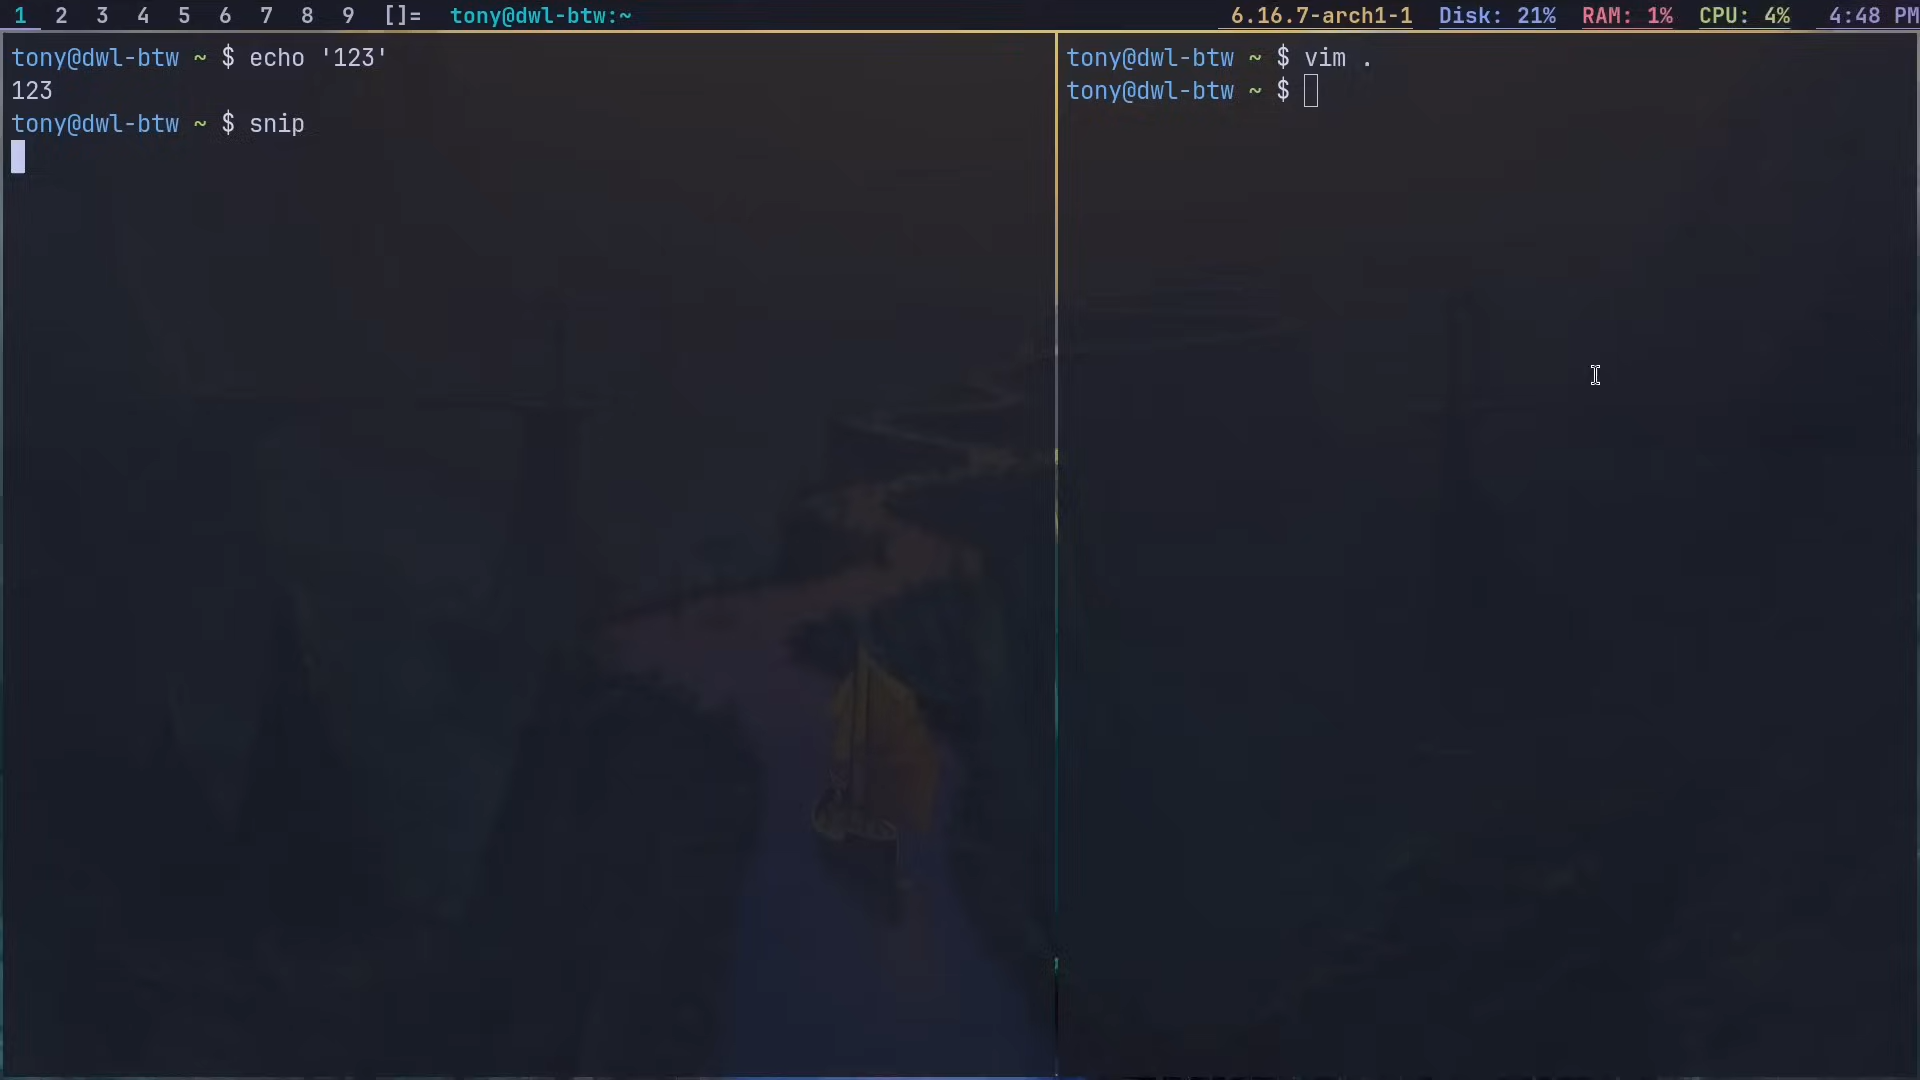 1 2 3 4 5 6 7 8 9 []= tony@dwl-btw:~ 6.16.7-arch1-1 Disk: 21% RAM: 1% CPU: 4% 4:48 PM
tony@dwl-btw ~ $ echo '123'
123
tony@dwl-btw ~ $ snip
tony@dwl-btw ~ $ vim .
tony@dwl-btw ~ $